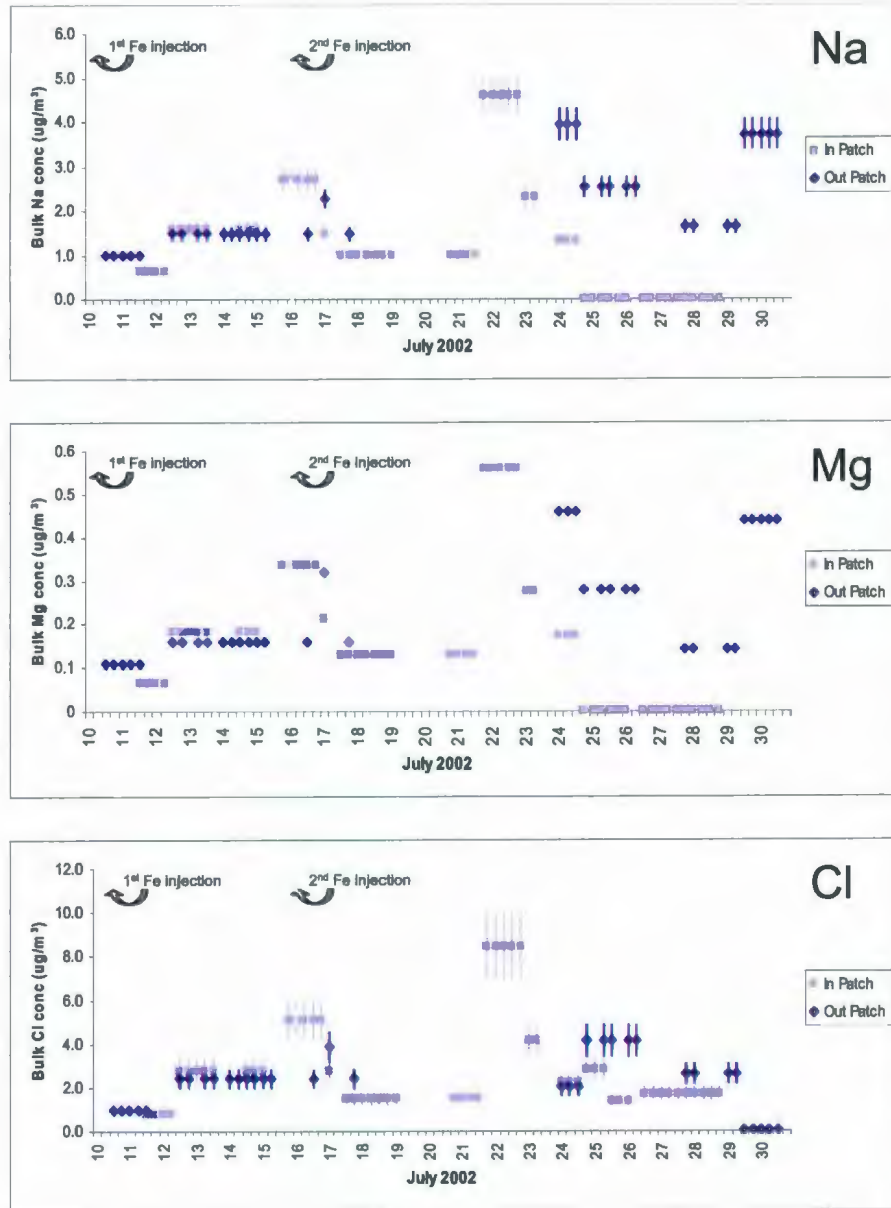 Na
1st Fe injection
2nd Fe injection
Bulk Na conc (ug/m³)
6.0
5.0
4.0
3.0
2.0
1.0
0.0
In Patch
Out Patch
10 11 12 13 14 15 16 17 18 19 20 21 22 23 24 25 26 27 28 29 30
July 2002
Mg
1st Fe injection
2nd Fe injection
Bulk Mg conc (ug/m³)
0.6
0.5
0.4
0.3
0.2
0.1
0
In Patch
Out Patch
10 11 12 13 14 15 16 17 18 19 20 21 22 23 24 25 26 27 28 29 30
July 2002
Cl
1st Fe injection
2nd Fe injection
Bulk Cl conc (ug/m³)
12.0
10.0
8.0
6.0
4.0
2.0
0.0
In Patch
Out Patch
10 11 12 13 14 15 16 17 18 19 20 21 22 23 24 25 26 27 28 29 30
July 2002